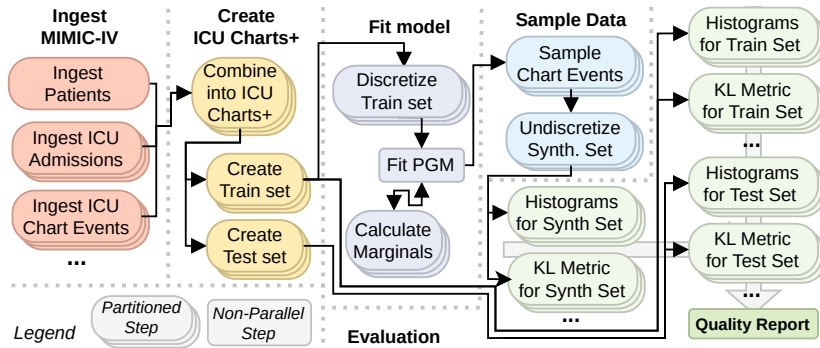 Ingest
MIMIC-IV
Ingest
Patients
Ingest ICU
Admissions
Ingest ICU
Chart Events
...
Create
ICU Charts+
Combine
into ICU
Charts+
Create
Train set
Create
Test set
Fit model
Discretize
Train set
Fit PGM
Calculate
Marginals
Sample Data
Sample
Chart Events
Undiscretize
Synth. Set
Histograms
for Synth Set
KL Metric
for Synth Set
...
Histograms
for Train Set
KL Metric
for Train Set
...
Histograms
for Test Set
KL Metric
for Test Set
...
Quality Report
Evaluation
Legend
Partitioned
Step
Non-Parallel
Step